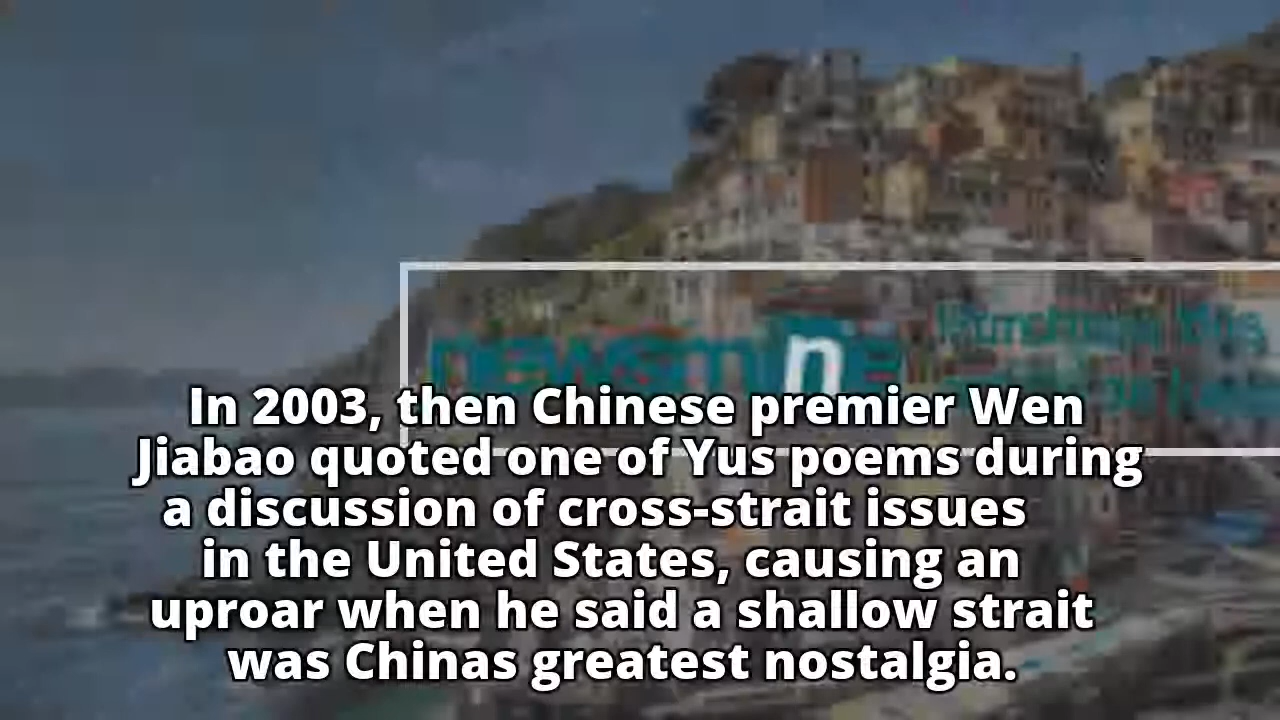 newsmine
In 2003, then Chinese premier Wen
Jiabao quoted one of Yus poems during
a discussion of cross-strait issues
in the United States, causing an
uproar when he said a shallow strait
was Chinas greatest nostalgia.